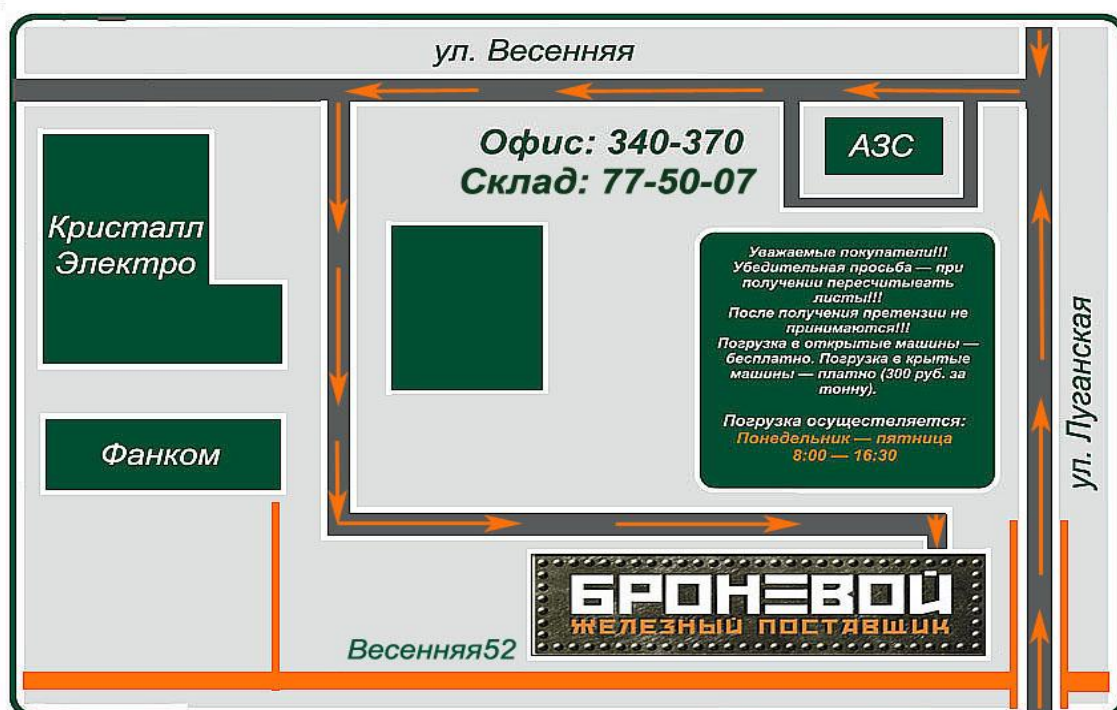 ул. Весенняя
Офис: 340-370
Склад: 77-50-07
АЗС
Кристалл
Электро
Уважаемые покупатели!!!
Убедительная просьба — при
получении пересчитывать
листы!!!
После получения претензии не
принимаются!!!
Погрузка в открытые машины —
бесплатно. Погрузка в крытые
машины — платно (300 руб. за
тонну).
Погрузка осуществляется:
Понедельник — пятница
8:00 — 16:30
ул. Луганская
Фанком
БРОНЕВОЙ
ЖЕЛЕЗНЫЙ ПОСТАВЩИК
Весенняя52